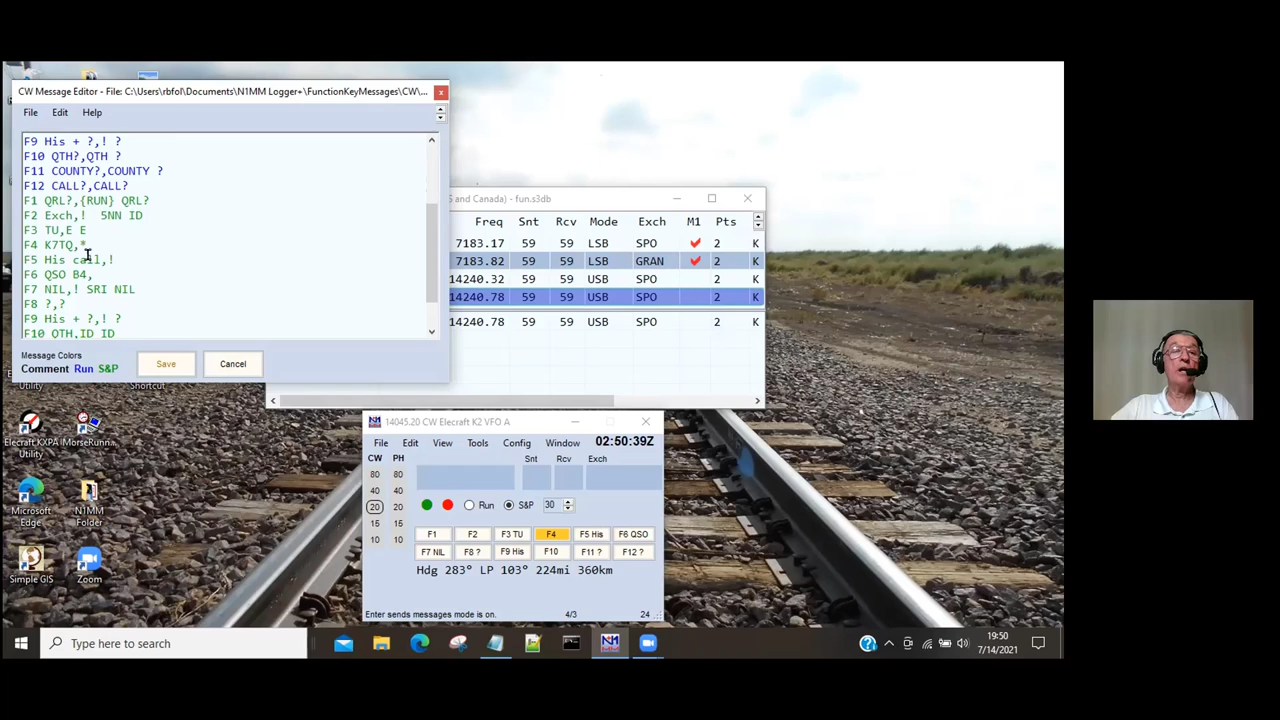 CW Message Editor - File: C:\Users\rbfol\Documents\N1MM Logger+\FunctionKeyMessages\CW\,...
File Edit Help
F9 His + ?,! ?
F10 QTH?,QTH ?
F11 COUNTY?,COUNTY ?
F12 CALL?,CALL?
F1 QRL?,{RUN} QRL?
F2 Exch,! 5NN ID
F3 TU,E E
F4 K7TQ,*
F5 His call,!
F6 QSO B4,
F7 NIL,! SRI NIL
F8 ?,?
F9 His + ?,! ?
F10 QTH,ID ID
Message Colors
Comment Run S&P
Save
Cancel
S and Canada) - fun.s3db
Freq Snt Rcv Mode Exch M1 Pts
7183.17 59 59 LSB SPO 2 K
7183.82 59 59 LSB GRAN 2 K
14240.32 59 59 USB SPO 2 K
14240.78 59 59 USB SPO 2 K
14240.78 59 59 USB SPO 2 K
14045.20 CW Elecraft K2 VFO A
File Edit View Tools Config Window 02:50:39Z
CW PH Snt Rcv Exch
80 80
40 40
20 20
15 15
10 10
Run S&P 30
F1 F2 F3 TU F4 F5 His F6 QSO
F7 NIL F8 ? F9 His F10 F11 ? F12 ?
Hdg 283° LP 103° 224mi 360km
Enter sends messages mode is on. 4/3 24
Utility
Shortcut
Elecraft KXPA
Utility
MorseRunn...
Microsoft
Edge
N1MM
Folder
Simple GIS
Zoom
Type here to search
19:50
7/14/2021